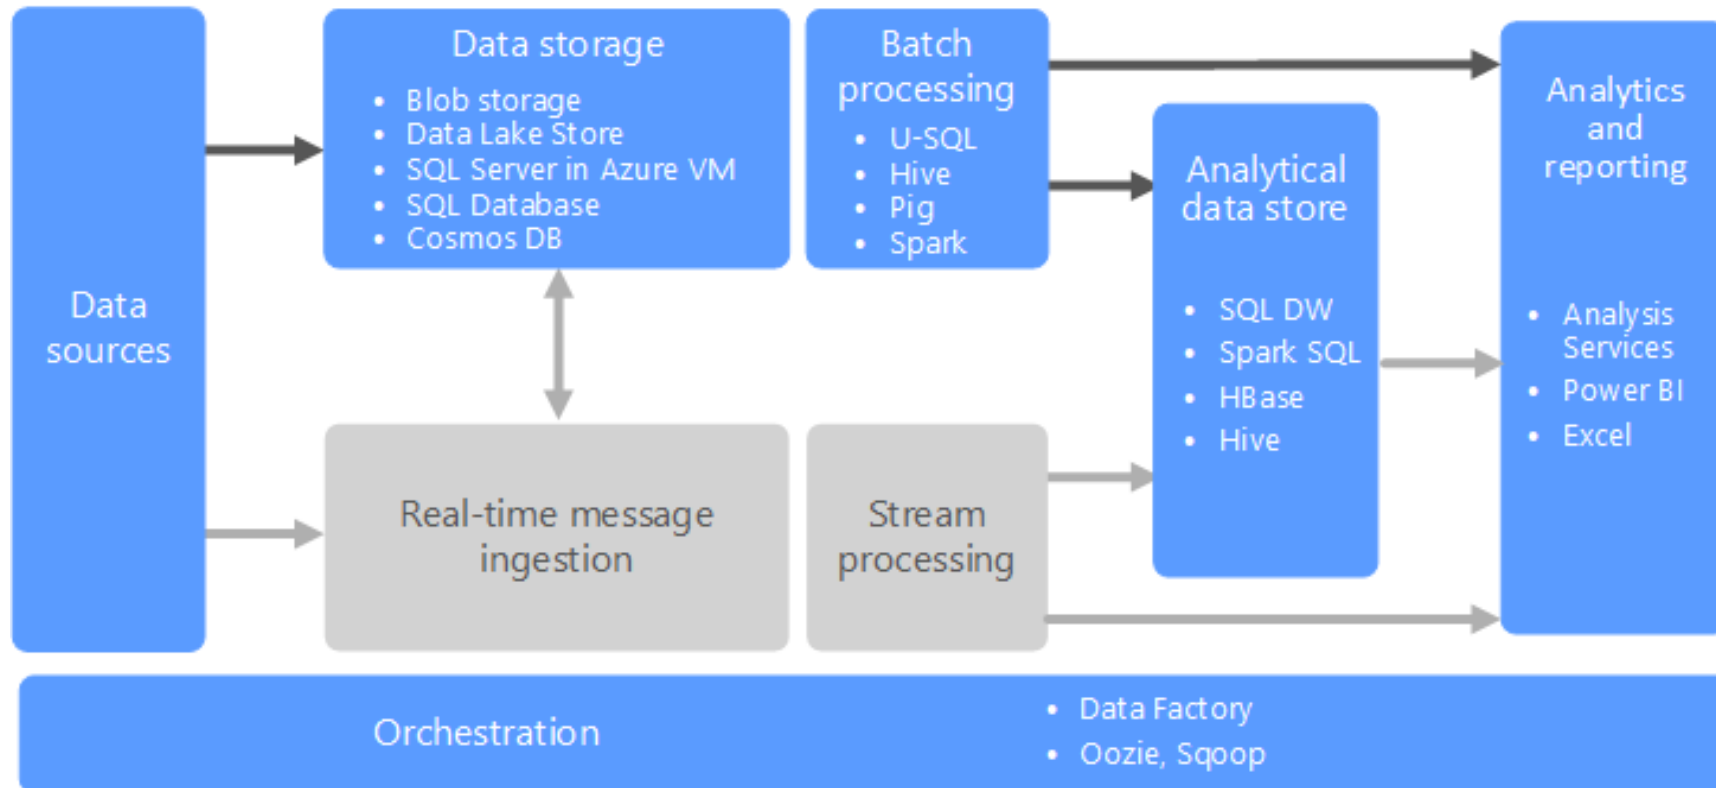 Data
sources
Data storage
• Blob storage
• Data Lake Store
• SQL Server in Azure VM
• SQL Database
• Cosmos DB
Real-time message
ingestion
Batch
processing
• U-SQL
• Hive
• Pig
• Spark
Stream
processing
Analytical
data store
• SQL DW
• Spark SQL
• HBase
• Hive
Analytics
and
reporting
• Analysis
Services
• Power BI
• Excel
Orchestration
• Data Factory
• Oozie, Sqoop